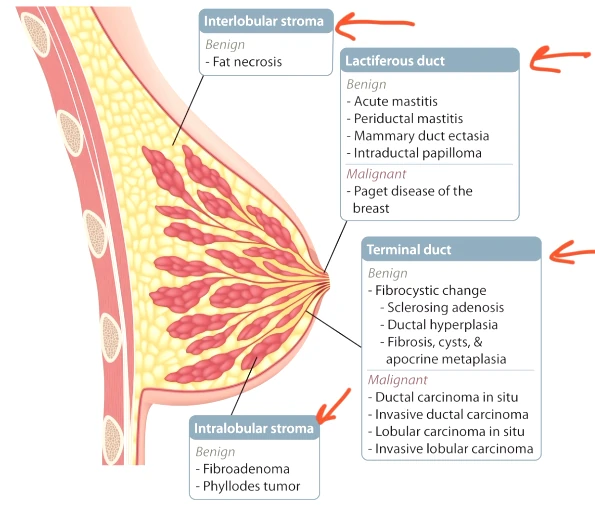 Interlobular stroma
Benign
- Fat necrosis
Lactiferous duct
Benign
- Acute mastitis
- Periductal mastitis
- Mammary duct ectasia
- Intraductal papilloma
Malignant
- Paget disease of the
breast
Terminal duct
Benign
- Fibrocystic change
- Sclerosing adenosis
- Ductal hyperplasia
- Fibrosis, cysts, &
apocrine metaplasia
Malignant
- Ductal carcinoma in situ
- Invasive ductal carcinoma
- Lobular carcinoma in situ
- Invasive lobular carcinoma
Intralobular stroma
Benign
- Fibroadenoma
- Phyllodes tumor